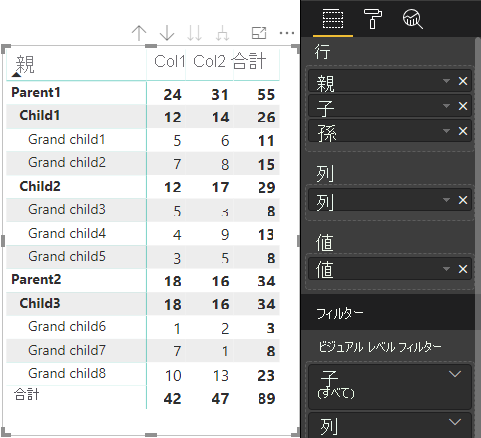 親 Col1 Col2 合計
Parent1 24 31 55
Child1 12 14 26
Grand child1 5 6 11
Grand child2 7 8 15
Child2 12 17 29
Grand child3 5 3 8
Grand child4 4 9 13
Grand child5 3 5 8
Parent2 18 16 34
Child3 18 16 34
Grand child6 1 2 3
Grand child7 7 1 8
Grand child8 10 13 23
合計 42 47 89
行
親
子
孫
列
列
値
値
フィルター
ビジュアル レベル フィルター
子
(すべて)
列